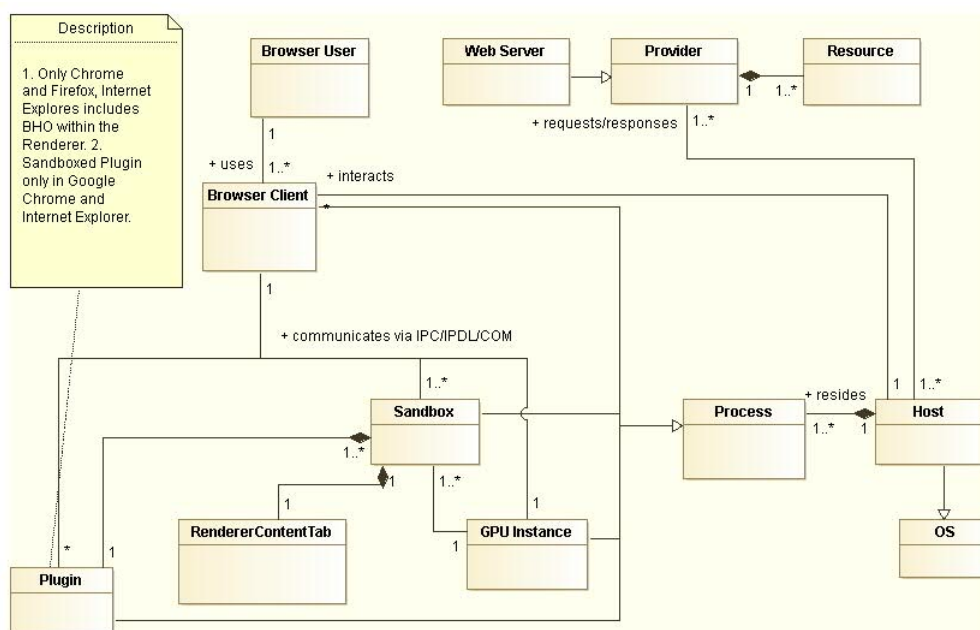 Description
1. Only Chrome
and Firefox, Internet
Explores includes
BHO within the
Renderer. 2.
Sandboxed Plugin
only in Google
Chrome and
Internet Explorer.
Browser User
Web Server
Provider
Resource
1
1..*
+ requests/responses
1..*
1
+ uses
1..*
+ interacts
Browser Client
*
1
+ communicates via IPC/IPDL/COM
1..*
1
1..*
+ resides
Sandbox
Process
Host
1..*
1
1..*
1
1..*
1
1
RendererContentTab
GPU Instance
1
OS
*
1
Plugin